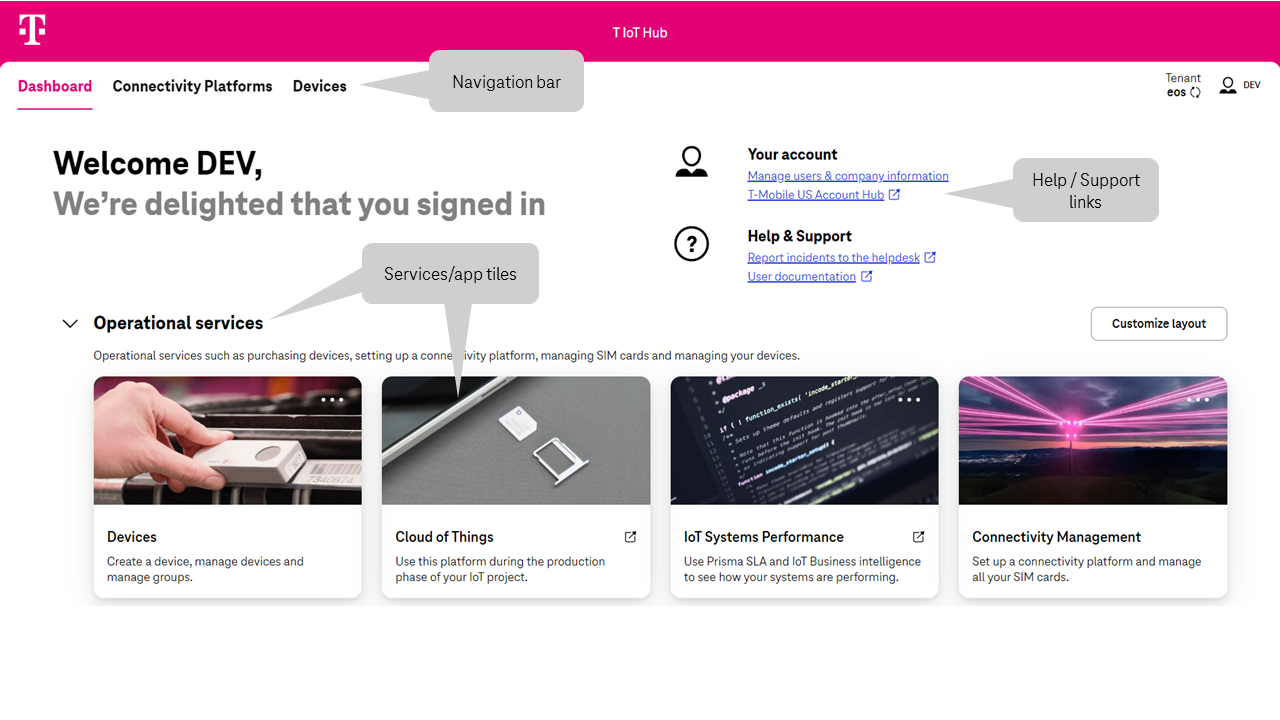 T
T IoT Hub
Dashboard
Connectivity Platforms
Devices
Navigation bar
Tenant
eos
DEV
Welcome DEV,
We’re delighted that you signed in
Your account
Manage users & company information
T-Mobile US Account Hub
Help / Support
links
?
Help & Support
Report incidents to the helpdesk
User documentation
Services/app tiles
Operational services
Customize layout
Operational services such as purchasing devices, setting up a connectivity platform, managing SIM cards and managing your devices.
Devices
Create a device, manage devices and
manage groups.
Cloud of Things
Use this platform during the production
phase of your IoT project.
@package _s
if ( ! function_exists( 'incode_starter_
IoT Systems Performance
Use Prisma SLA and IoT Business intelligence
to see how your systems are performing.
Connectivity Management
Set up a connectivity platform and manage
all your SIM cards.